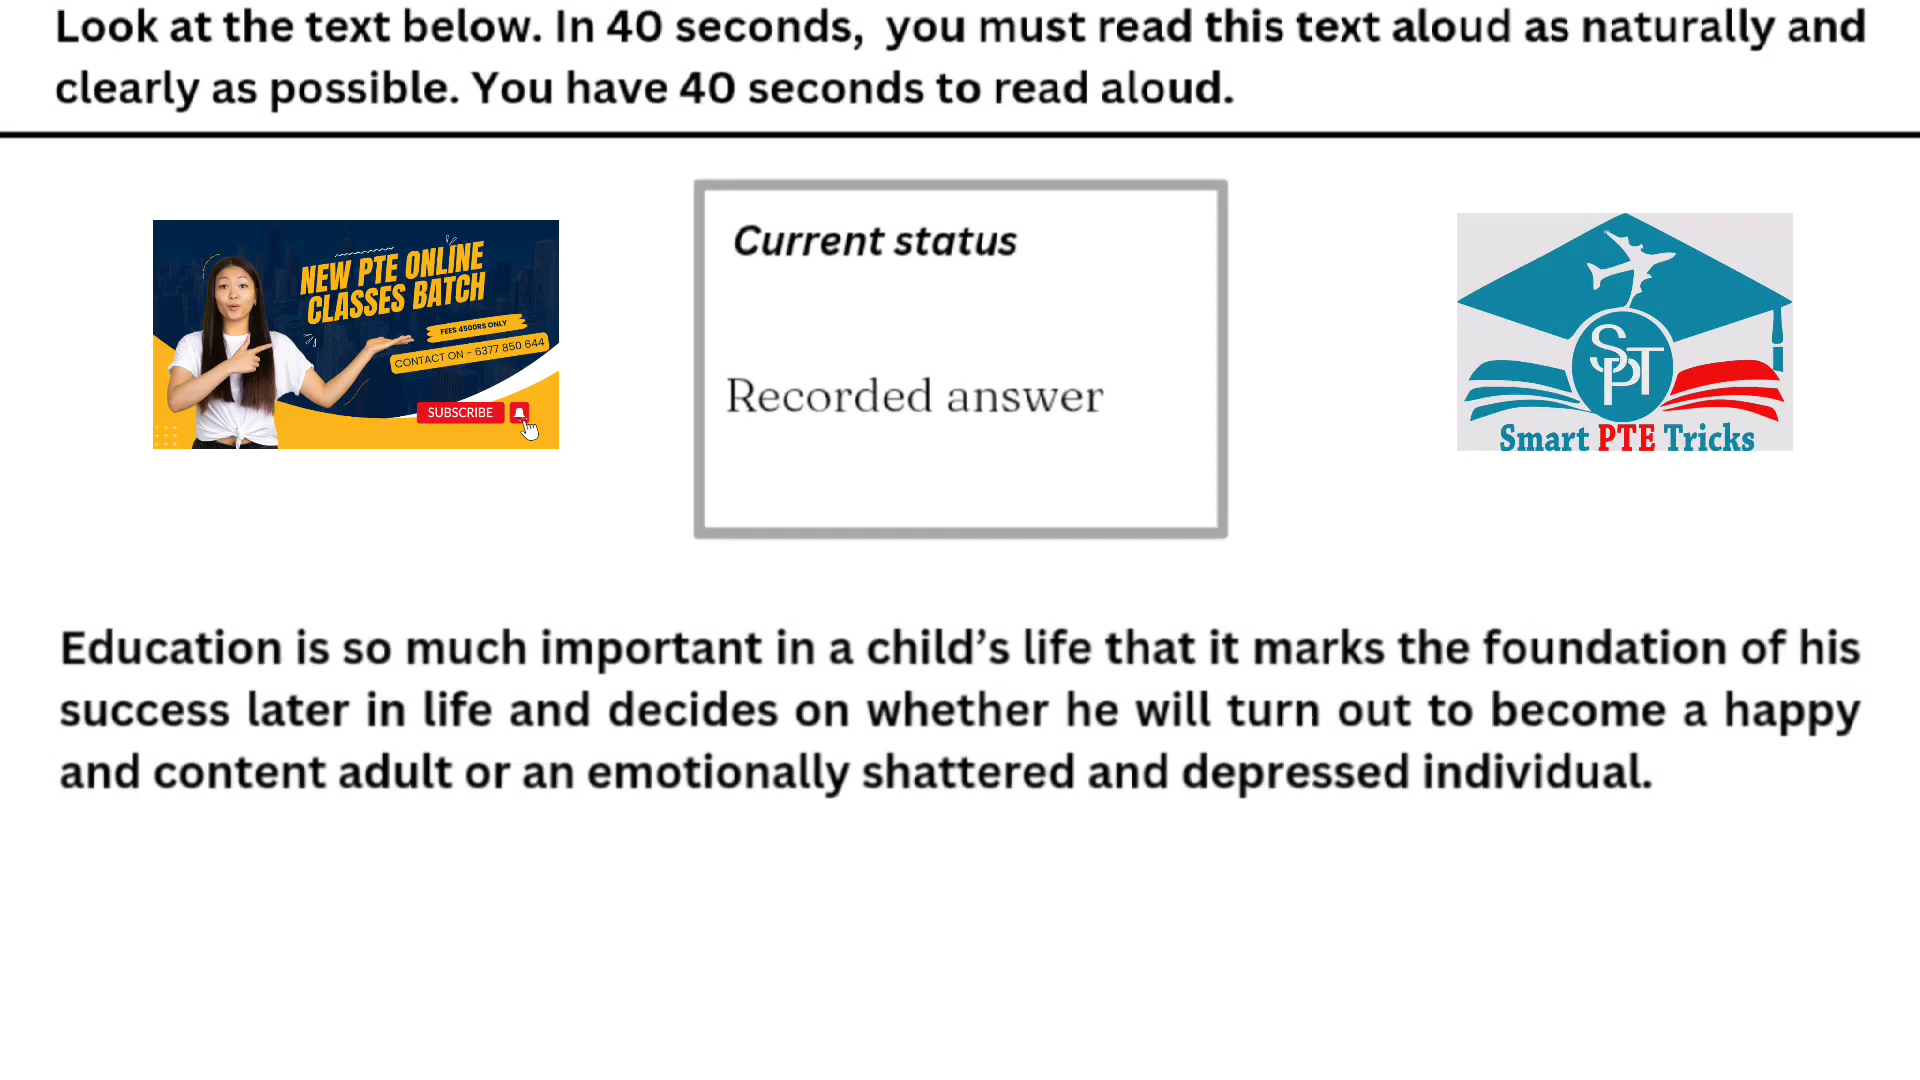 Look at the text below. In 40 seconds, you must read this text aloud as naturally and
clearly as possible. You have 40 seconds to read aloud.
NEW PTE ONLINE
CLASSES BATCH
FEES 4500RS ONLY
CONTACT ON - 6377 850 644
SUBSCRIBE
Current status
Recorded answer
SPT
Smart PTE Tricks
Education is so much important in a child’s life that it marks the foundation of his
success later in life and decides on whether he will turn out to become a happy
and content adult or an emotionally shattered and depressed individual.